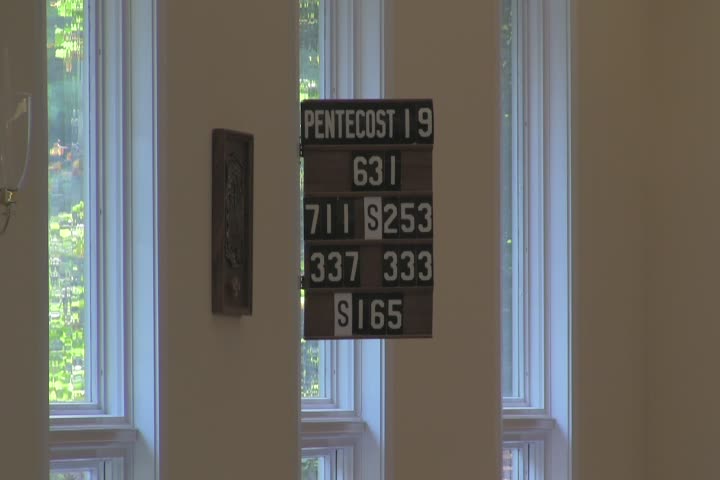 PENTECOST 19
631
711 S253
337 333
S165